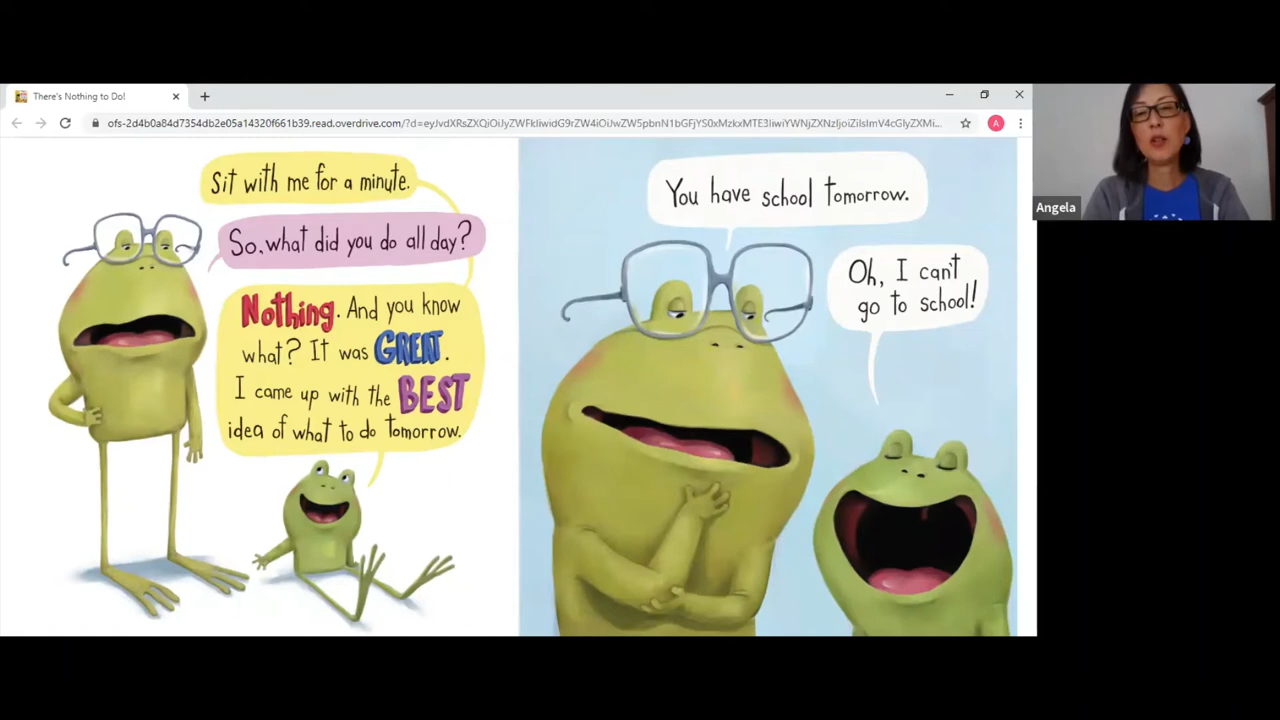 There's Nothing to Do!
Sit with me for a minute.
So, what did you do all day?
Nothing. And you know
what? It was GREAT.
I came up with the BEST
idea of what to do tomorrow.
You have school tomorrow.
Oh, I can't
go to school!
A
Angela